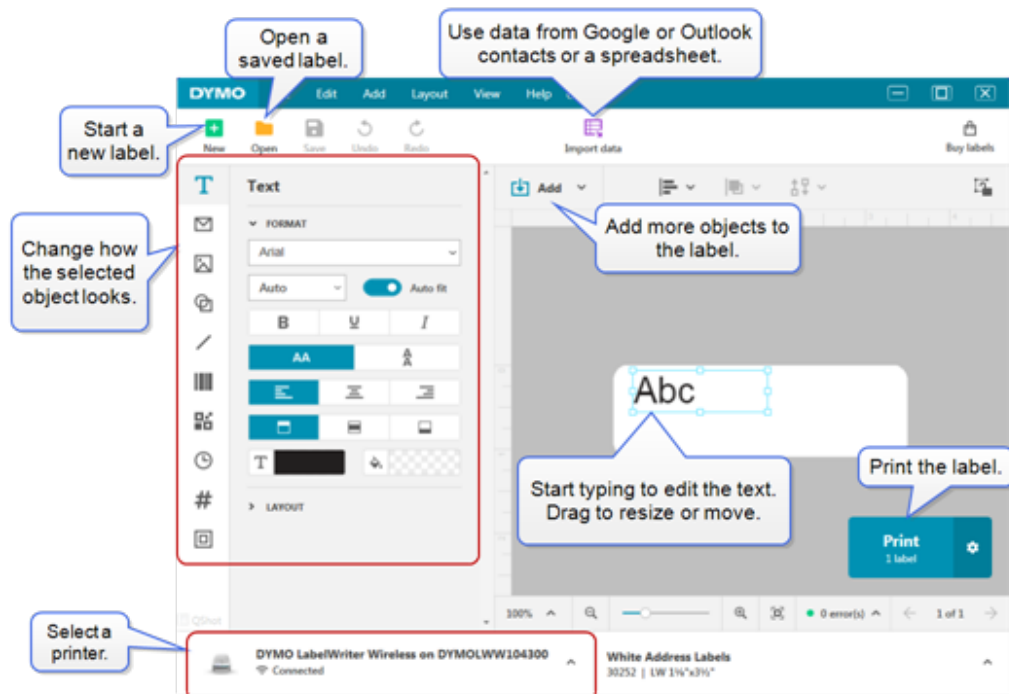 Open a
saved label.
Use data from Google or Outlook
contacts or a spreadsheet.
Start a
new label.
DYMO Edit Add Layout View Help
New Open Save Undo Redo Import data Buy labels
Change how
the selected
object looks.
Text
FORMAT
Arial
Auto Auto fit
B U I
AA A
A
T
LAYOUT
#
Add
Add more objects to
the label.
Abc
Start typing to edit the text.
Drag to resize or move.
Print the label.
Print
1 label
100% 0 error(s) 1 of 1
QShot
Select a
printer.
DYMO LabelWriter Wireless on DYMOLWW104300
Connected
White Address Labels
30252 | LW 1⅛"x3½"